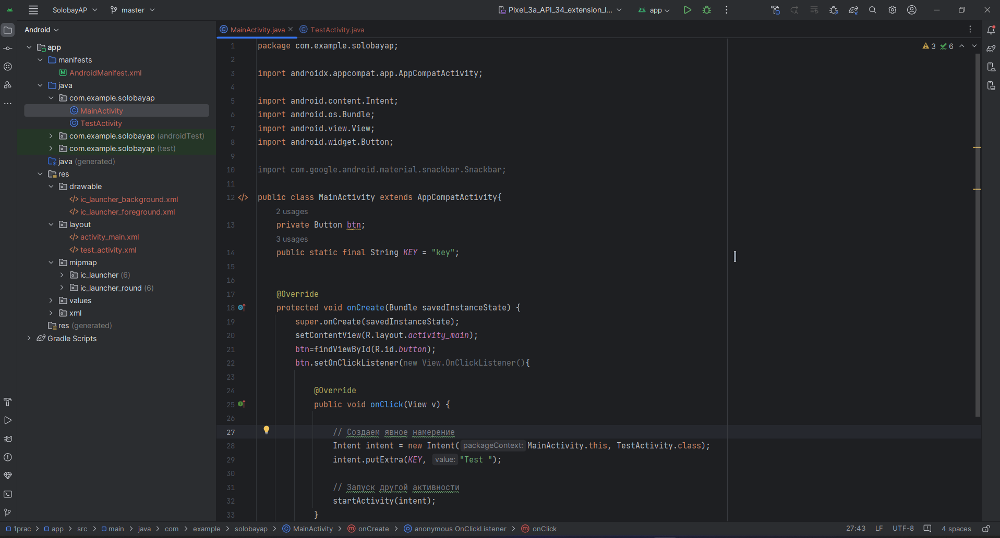 SolobayAP
master
Pixel_3a_API_34_extension_l...
app
Android
app
manifests
AndroidManifest.xml
java
com.example.solobayap
MainActivity
TestActivity
com.example.solobayap (androidTest)
com.example.solobayap (test)
java (generated)
res
drawable
ic_launcher_background.xml
ic_launcher_foreground.xml
layout
activity_main.xml
test_activity.xml
mipmap
ic_launcher (6)
ic_launcher_round (6)
values
xml
res (generated)
Gradle Scripts
MainActivity.java
TestActivity.java
3 6
1 package com.example.solobayap;
2
3 import androidx.appcompat.app.AppCompatActivity;
4
5 import android.content.Intent;
6 import android.os.Bundle;
7 import android.view.View;
8 import android.widget.Button;
9
10 import com.google.android.material.snackbar.Snackbar;
11
12 public class MainActivity extends AppCompatActivity{
2 usages
13 private Button btn;
3 usages
14 public static final String KEY = "key";
15
16
17 @Override
18 protected void onCreate(Bundle savedInstanceState) {
19 super.onCreate(savedInstanceState);
20 setContentView(R.layout.activity_main);
21 btn=findViewById(R.id.button);
22 btn.setOnClickListener(new View.OnClickListener(){
23
24 @Override
25 public void onClick(View v) {
26
27 // Создаем явное намерение
28 Intent intent = new Intent( packageContext: MainActivity.this, TestActivity.class);
29 intent.putExtra(KEY, value: "Test ");
30
31 // Запуск другой активности
32 startActivity(intent);
33 }
1prac > app > src > main > java > com > example > solobayap > MainActivity > onCreate > anonymous OnClickListener > onClick
27:43 LF UTF-8 4 spaces